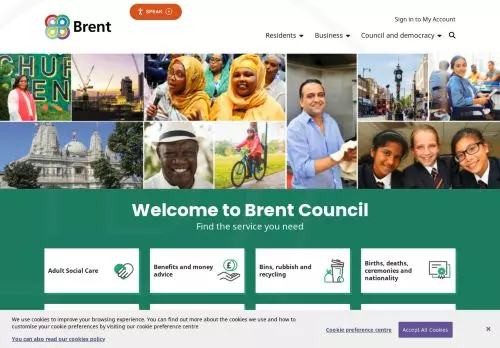 Brent
SPEAK
Sign in to My Account
Residents
Business
Council and democracy
CHUR
EN
Welcome to Brent Council
Find the service you need
Adult Social Care
Benefits and money
advice
Bins, rubbish and
recycling
Births, deaths,
ceremonies and
nationality
We use cookies to improve your browsing experience. You can find out more about the cookies we use and how to
customise your cookie preferences by visiting our cookie preference centre
You can also read our cookies policy
Cookie preference centre
Accept All Cookies